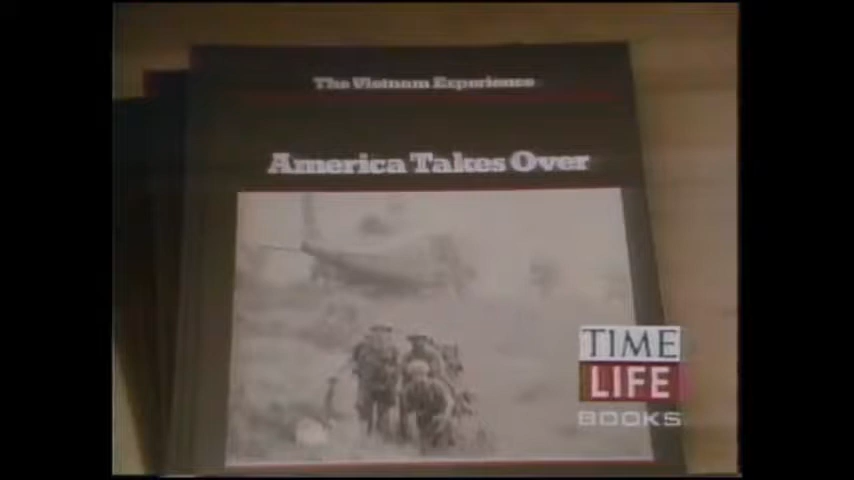 The Vietnam Experience
America Takes Over
TIME
LIFE
BOOKS